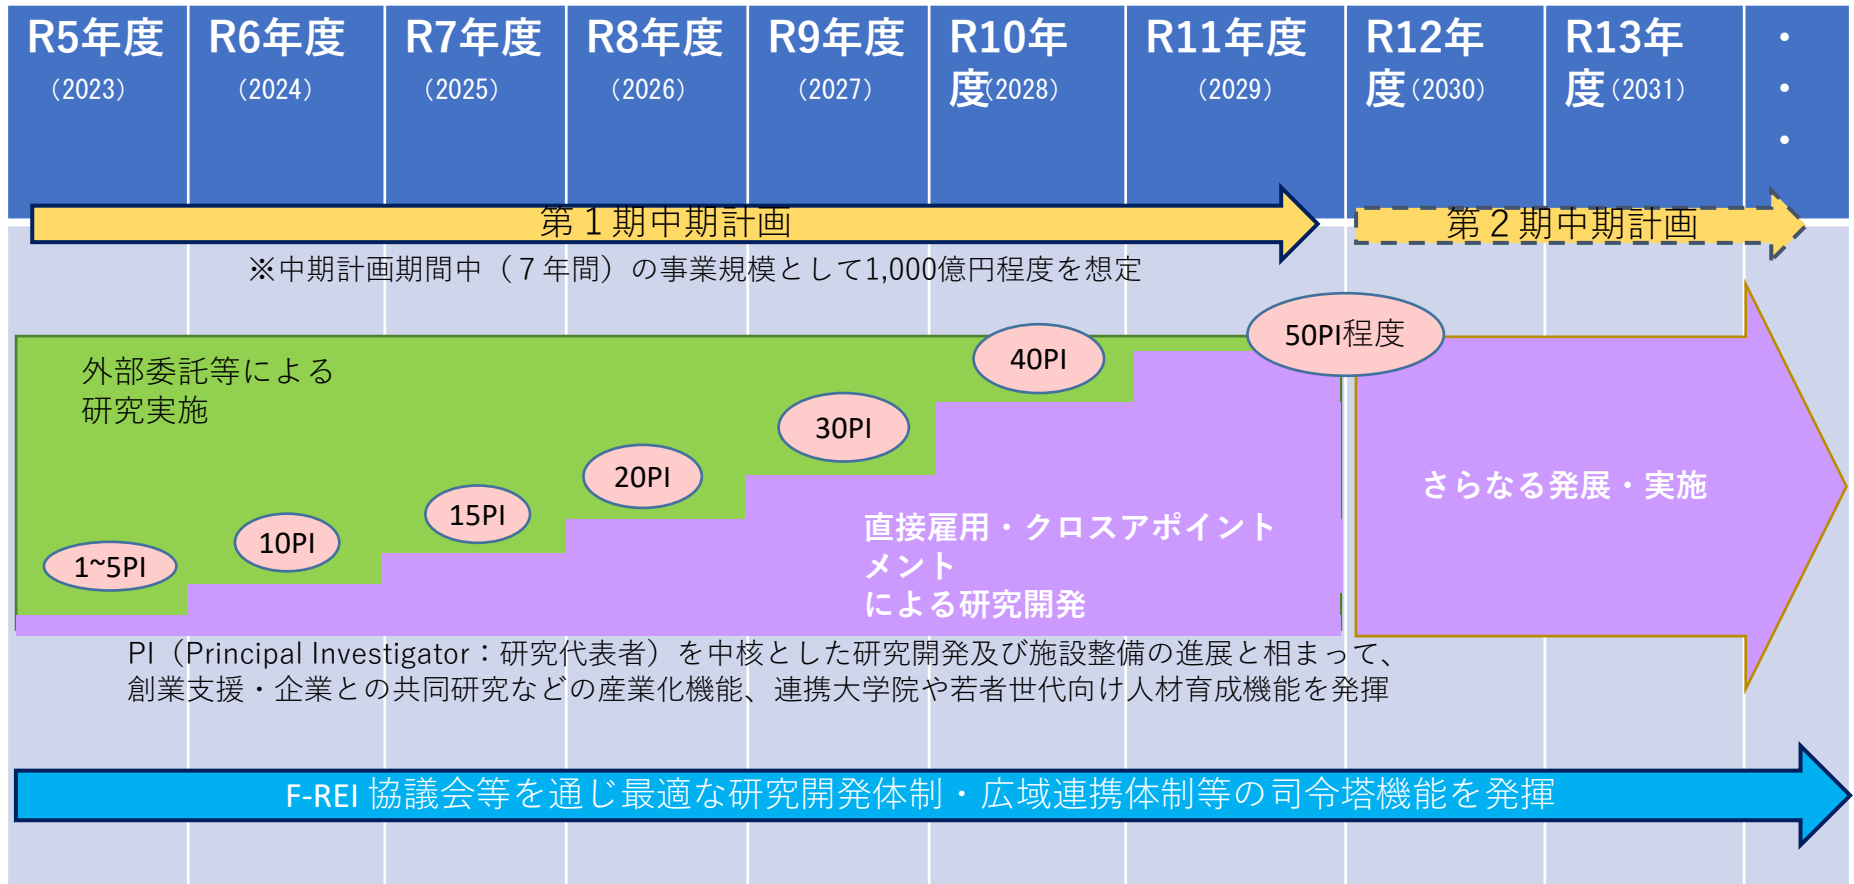 R5年度
（2023）
R6年度
（2024）
R7年度
（2025）
R8年度
（2026）
R9年度
（2027）
R10年
度（2028）
R11年度
（2029）
R12年
度（2030）
R13年
度（2031）
・
・
・
第１期中期計画
第２期中期計画
※中期計画期間中（７年間）の事業規模として1,000億円程度を想定
外部委託等による
研究実施
1~5PI
10PI
15PI
20PI
30PI
40PI
50PI程度
直接雇用・クロスアポイント
メント
による研究開発
さらなる発展・実施
PI（Principal Investigator：研究代表者）を中核とした研究開発及び施設整備の進展と相まって、
創業支援・企業との共同研究などの産業化機能、連携大学院や若者世代向け人材育成機能を発揮
F-REI 協議会等を通じ最適な研究開発体制・広域連携体制等の司令塔機能を発揮